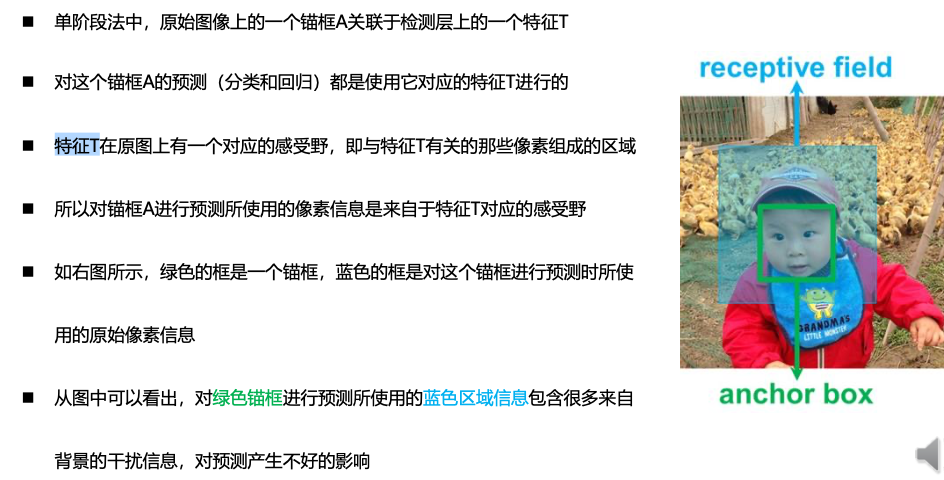 单阶段法中，原始图像上的一个锚框A关联于检测层上的一个特征T
对这个锚框A的预测（分类和回归）都是使用它对应的特征T进行的
特征T在原图上有一个对应的感受野，即与特征T有关的那些像素组成的区域
所以对锚框A进行预测所使用的像素信息是来自于特征T对应的感受野
如右图所示，绿色的框是一个锚框，蓝色的框是对这个锚框进行预测时所使
用的原始像素信息
从图中可以看出，对绿色锚框进行预测所使用的蓝色区域信息包含很多来自
背景的干扰信息，对预测产生不好的影响
receptive field
GRANDMA'S
LITTLE MONSTER
anchor box